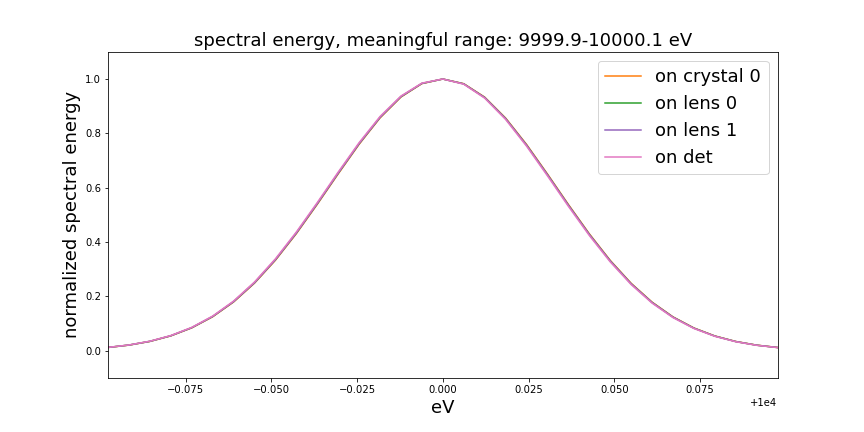 spectral energy, meaningful range: 9999.9-10000.1 eV
normalized spectral energy
1.0
0.8
0.6
0.4
0.2
0.0
on crystal 0
on lens 0
on lens 1
on det
−0.075
−0.050
−0.025
0.000
0.025
0.050
0.075
eV
+1e4